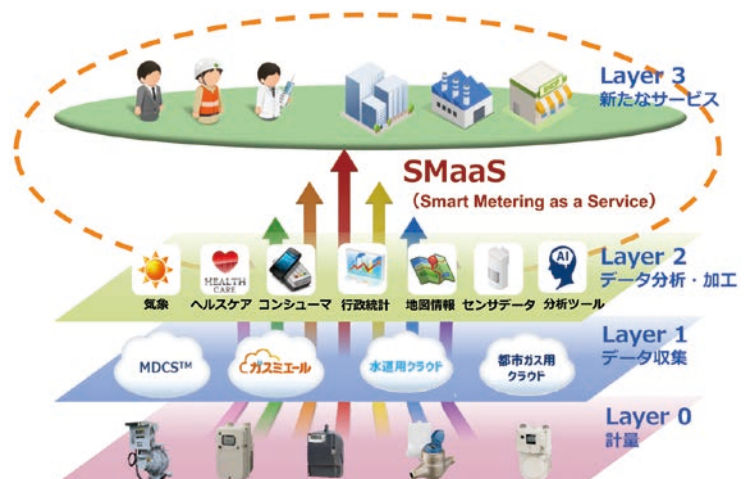 Layer 3
新たなサービス
SMaaS
（Smart Metering as a Service）
Layer 2
データ分析・加工
HEALTH
CARE
AI
気象
ヘルスケア
コンシューマ
行政統計
地図情報
センサデータ
分析ツール
Layer 1
データ収集
MDCS™
ガスミエール
水道用クラウド
都市ガス用
クラウド
Layer 0
計量